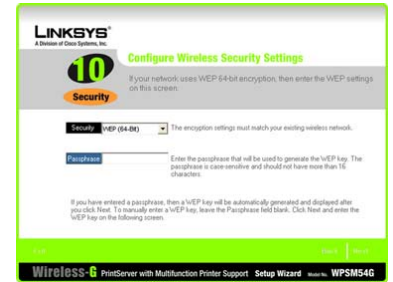 LINKSYS®
A Division of Cisco Systems, Inc.
10
Security
Configure Wireless Security Settings
If your network uses WEP 64-bit encryption, then enter the WEP settings
on this screen.
Security WEP (64-Bit) The encryption settings must match your existing wireless network.
Passphrase Enter the passphrase that will be used to generate the WEP key. The
passphrase is case-sensitive and should not have more than 16
characters.
If you have entered a passphrase, then a WEP key will be automatically generated and displayed after
you click Next. To manually enter a WEP key, leave the Passphrase field blank. Click Next and enter the
WEP key on the following screen.
Exit Back Next
Wireless-G PrintServer with Multifunction Printer Support Setup Wizard Model No. WPSM54G